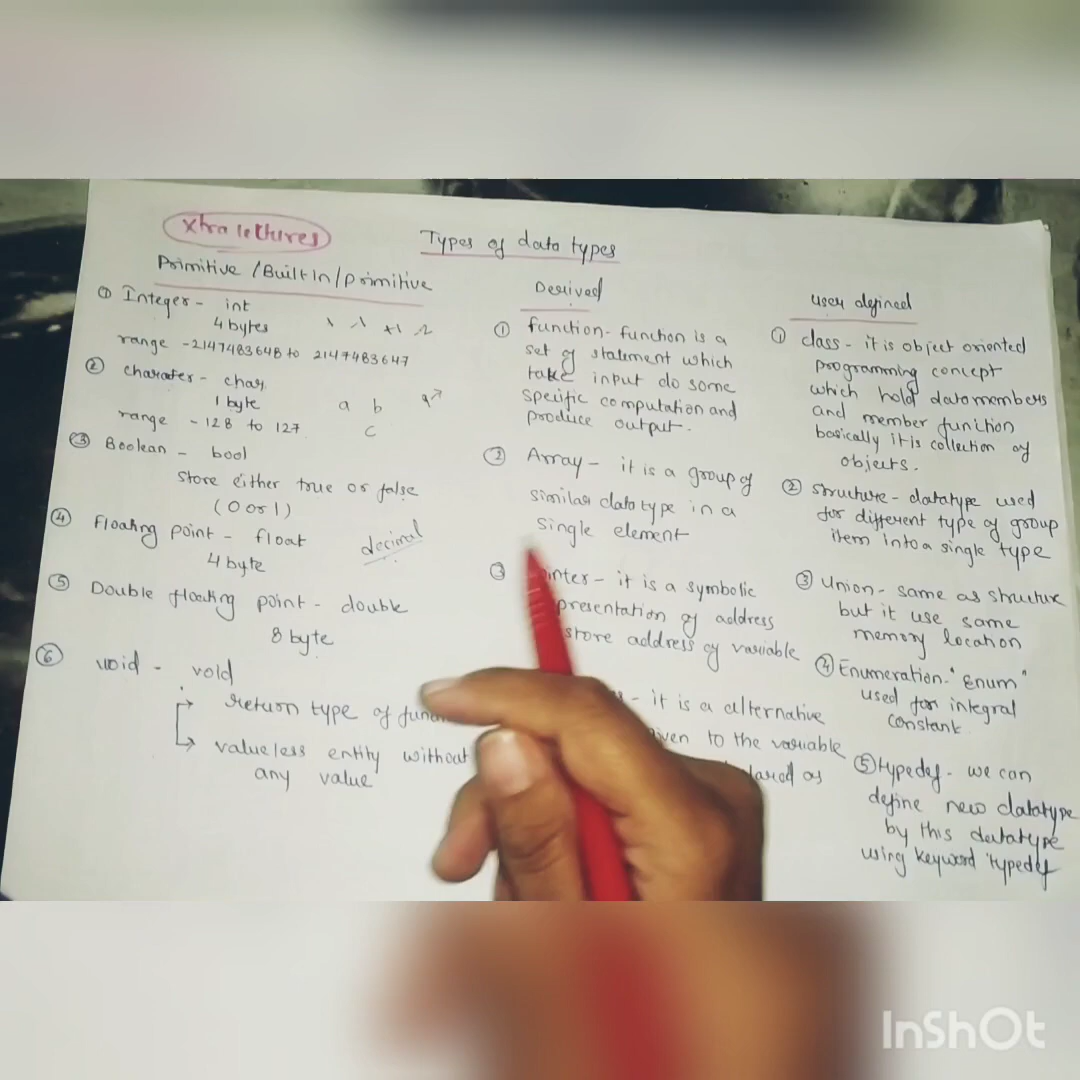 Xtra lectures
Types of data types
Primitive / Built In / primitive
① Integer - int
4 bytes
range -2147483648 to 2147483647
② charater - char
1 byte
a b
c
range -128 to 127
③ Boolean - bool
store either true or false
(0 or 1)
④ floating point - float
decimal
4 byte
⑤ Double floating point - double
8 byte
⑥ void - void
return type of
valueless entity without
any value
Derived
① function - function is a
set of statement which
take input do some
specific computation and
produce output.
② Array - it is a group of
similar data type in a
single element
③ - it is a symbolic
of address
store address of variable
- it is a alternative
to the variable
as
user defined
① class - it is object oriented
programming concept
which hold datamembers
and member function
basically it is collection of
objects.
② structure - datatype used
for different type of group
item into a single type
③ Union - same as structure
but it use same
memory location
④ Enumeration - "enum"
used for integral
constant
⑤ typedef - we can
define new datatype
by this datatype
using keyword 'typedef
InShOt